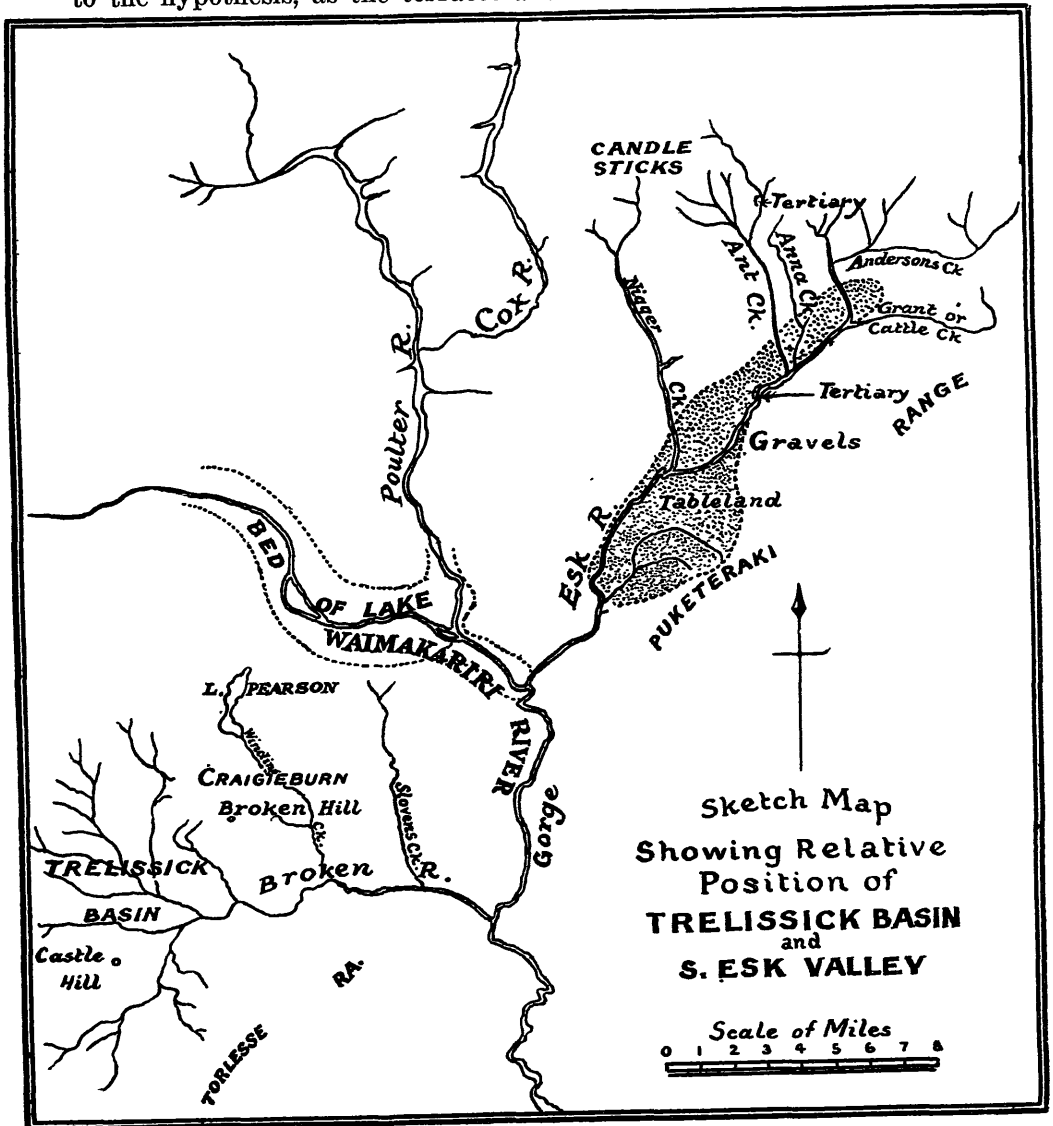 to the hypothesis, as the
CANDLE
STICKS
Tertiary
Andersons Ck
Ant Ck.
Anna Ck.
Nigger Ck
Grant or
Cattle Ck
Cox R.
Poulter R.
Tertiary
RANGE
Gravels
Tableland
Esk R.
PUKETERAKI
BED
OF LAKE
WAIMAKARIRI
RIVER
Gorge
L. PEARSON
Winding Ck.
CRAIGIEBURN
Broken Hill
Slovens Ck.
TRELISSICK
BASIN
Broken R.
Castle
Hill
RA.
TORLESSE
Sketch Map
Showing Relative
Position of
TRELISSICK BASIN
and
S. ESK VALLEY
Scale of Miles
0 1 2 3 4 5 6 7 8